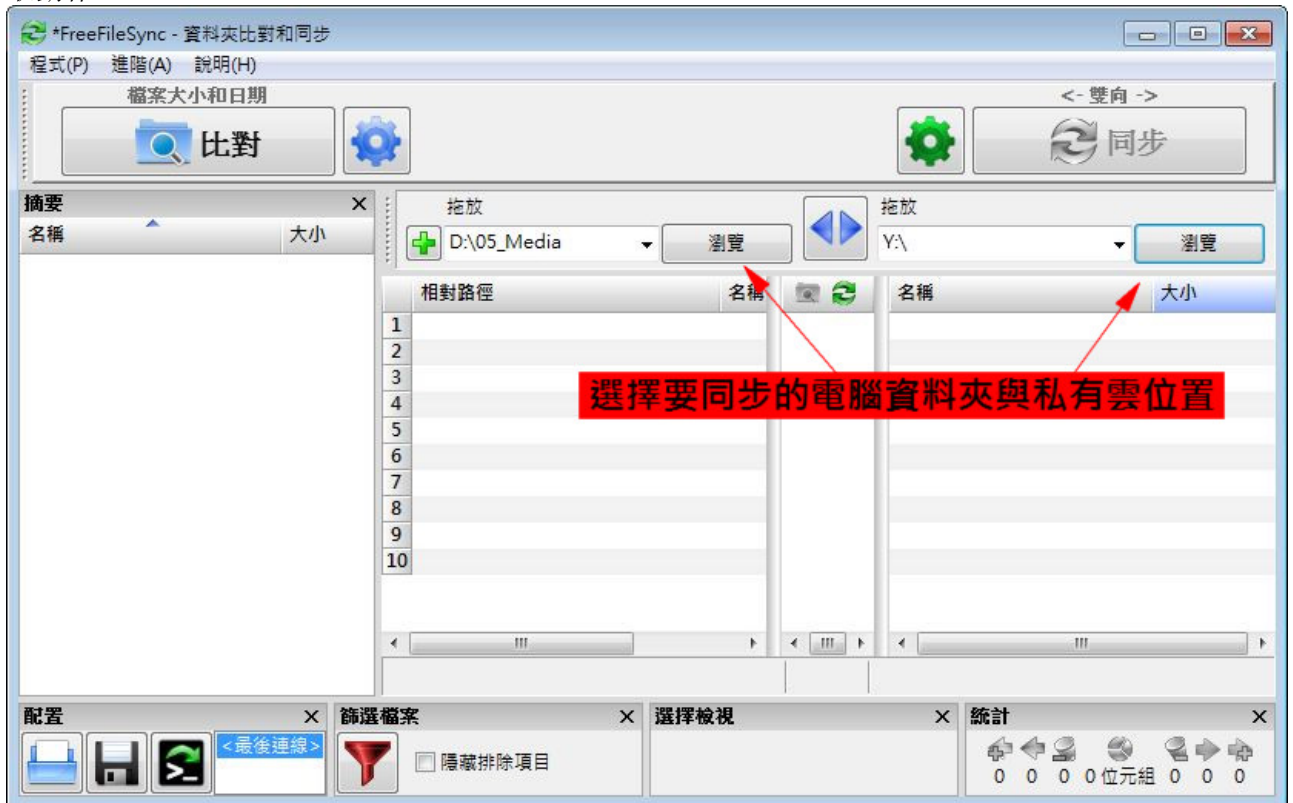 *FreeFileSync - 資料夾比對和同步
程式(P) 進階(A) 說明(H)
檔案大小和日期
<- 雙向 ->
比對
同步
摘要
名稱 大小
拖放
D:\05_Media
瀏覽
拖放
Y:\
瀏覽
相對路徑 名稱 名稱 大小
1
2
3
4
5
6
7
8
9
10
選擇要同步的電腦資料夾與私有雲位置
配置
<最後連線>
篩選檔案
隱藏排除項目
選擇檢視
統計
0 0 0 0位元組 0 0 0